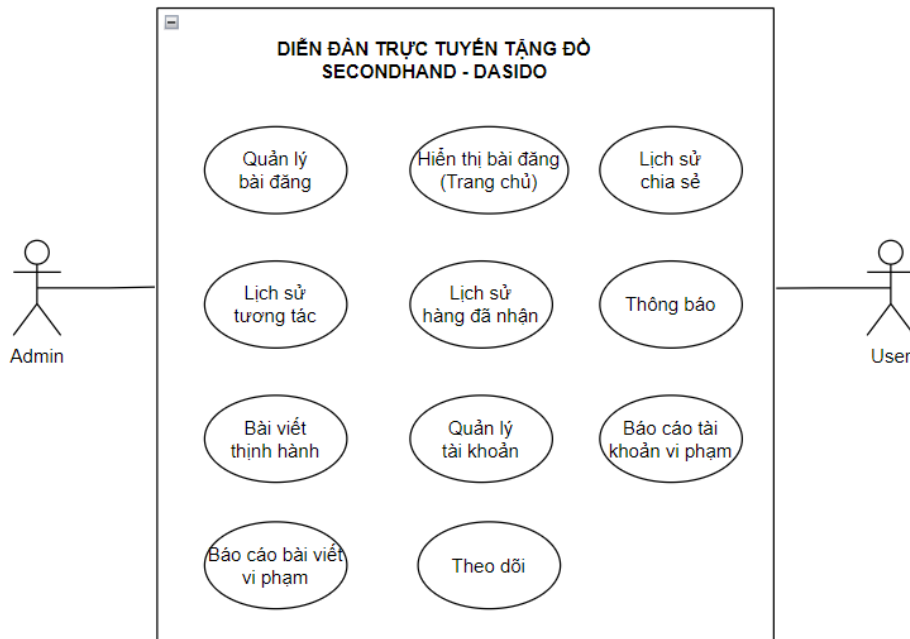 DIỄN ĐÀN TRỰC TUYẾN TẶNG ĐỒ
SECONDHAND - DASIDO
Quản lý
bài đăng
Hiển thị bài đăng
(Trang chủ)
Lịch sử
chia sẻ
Lịch sử
tương tác
Lịch sử
hàng đã nhận
Thông báo
Admin
User
Bài viết
thịnh hành
Quản lý
tài khoản
Báo cáo tài
khoản vi phạm
Báo cáo bài viết
vi phạm
Theo dõi